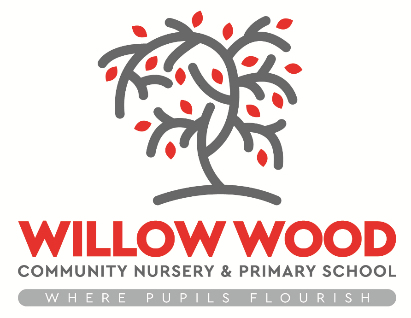 WILLOW WOOD
COMMUNITY NURSERY & PRIMARY SCHOOL
WHERE PUPILS FLOURISH